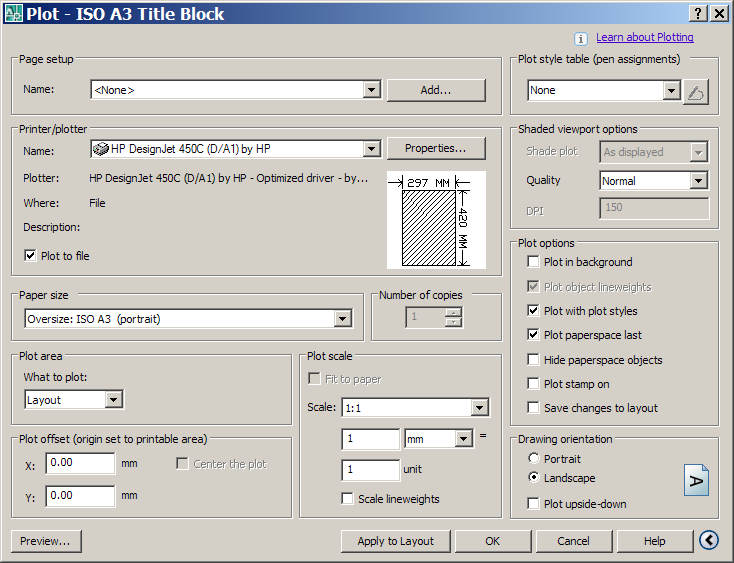 Plot - ISO A3 Title Block
Learn about Plotting
Page setup
Name:
<None>
Add...
Plot style table (pen assignments)
None
Printer/plotter
Name:
HP DesignJet 450C (D/A1) by HP
Properties...
Plotter:
HP DesignJet 450C (D/A1) by HP - Optimized driver - by...
Where:
File
Description:
Plot to file
297 MM
420 MM
Shaded viewport options
Shade plot
As displayed
Quality
Normal
DPI
150
Paper size
Oversize: ISO A3 (portrait)
Number of copies
1
Plot options
Plot in background
Plot object lineweights
Plot with plot styles
Plot paperspace last
Hide paperspace objects
Plot stamp on
Save changes to layout
Plot area
What to plot:
Layout
Plot scale
Fit to paper
Scale:
1:1
1
mm
=
1
unit
Scale lineweights
Plot offset (origin set to printable area)
X:
0.00
mm
Center the plot
Y:
0.00
mm
Drawing orientation
Portrait
Landscape
Plot upside-down
A
Preview...
Apply to Layout
OK
Cancel
Help